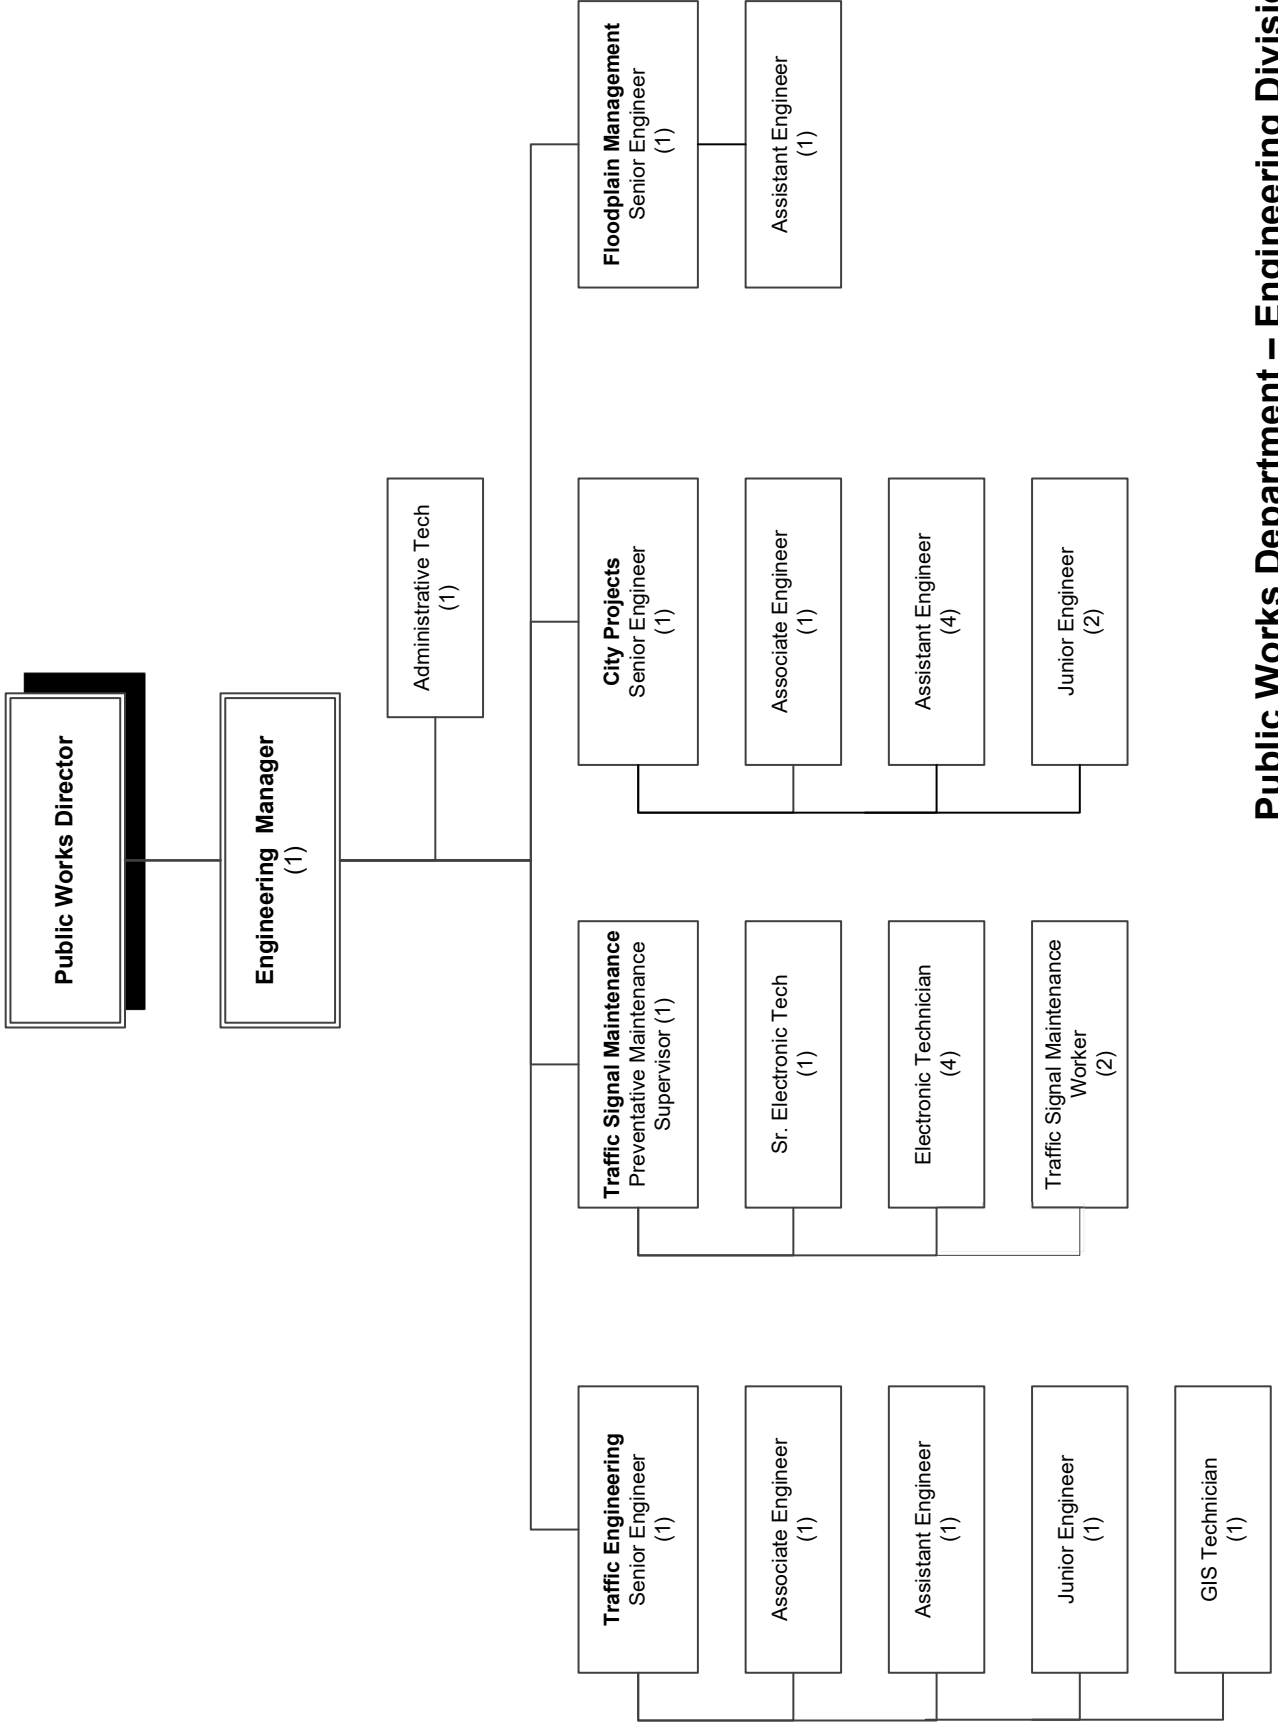 Public Works Director
Engineering Manager
(1)
Administrative Tech
(1)
Traffic Engineering
Senior Engineer
(1)
Associate Engineer
(1)
Assistant Engineer
(1)
Junior Engineer
(1)
GIS Technician
(1)
Traffic Signal Maintenance
Preventative Maintenance
Supervisor (1)
Sr. Electronic Tech
(1)
Electronic Technician
(4)
Traffic Signal Maintenance
Worker
(2)
City Projects
Senior Engineer
(1)
Associate Engineer
(1)
Assistant Engineer
(4)
Junior Engineer
(2)
Floodplain Management
Senior Engineer
(1)
Assistant Engineer
(1)
Public Works Department – Engineering Divisio